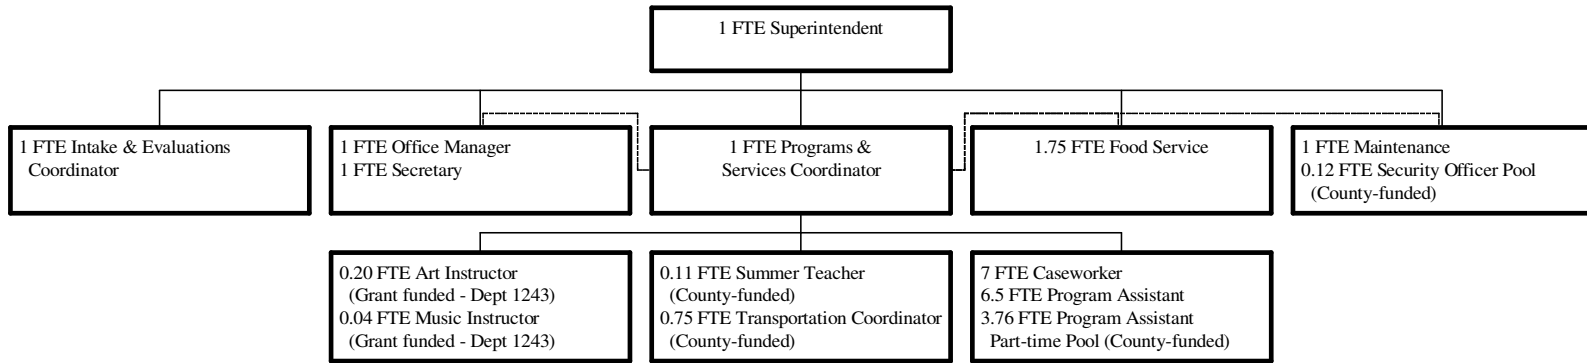 1 FTE Superintendent
1 FTE Intake & Evaluations
Coordinator
1 FTE Office Manager
1 FTE Secretary
1 FTE Programs &
Services Coordinator
1.75 FTE Food Service
1 FTE Maintenance
0.12 FTE Security Officer Pool
(County-funded)
0.20 FTE Art Instructor
(Grant funded - Dept 1243)
0.04 FTE Music Instructor
(Grant funded - Dept 1243)
0.11 FTE Summer Teacher
(County-funded)
0.75 FTE Transportation Coordinator
(County-funded)
7 FTE Caseworker
6.5 FTE Program Assistant
3.76 FTE Program Assistant
Part-time Pool (County-funded)